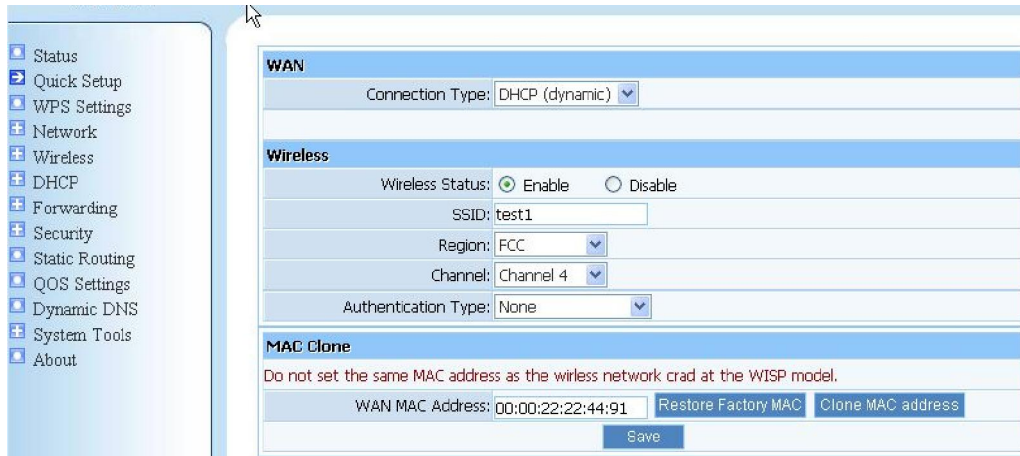 Status
Quick Setup
WPS Settings
Network
Wireless
DHCP
Forwarding
Security
Static Routing
QOS Settings
Dynamic DNS
System Tools
About
WAN
Connection Type: DHCP (dynamic)
Wireless
Wireless Status: Enable Disable
SSID: test1
Region: FCC
Channel: Channel 4
Authentication Type: None
MAC Clone
Do not set the same MAC address as the wirless network crad at the WISP model.
WAN MAC Address: 00:00:22:22:44:91 Restore Factory MAC Clone MAC address
Save